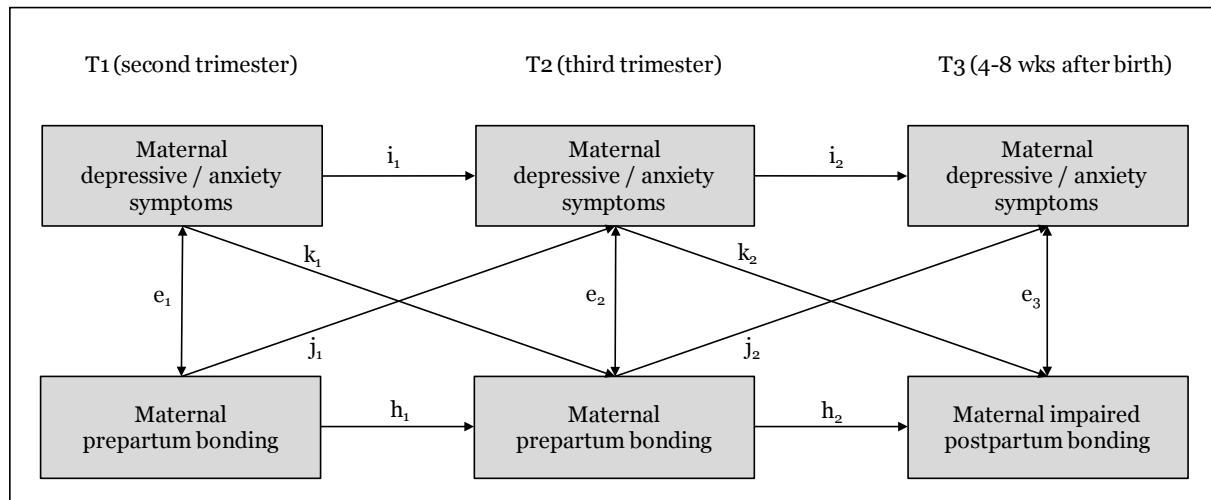 T1 (second trimester)
T2 (third trimester)
T3 (4-8 wks after birth)
Maternal
depressive / anxiety
symptoms
i₁
Maternal
depressive / anxiety
symptoms
i₂
Maternal
depressive / anxiety
symptoms
k₁
k₂
e₁
e₂
e₃
j₁
j₂
Maternal
prepartum bonding
h₁
Maternal
prepartum bonding
h₂
Maternal impaired
postpartum bonding